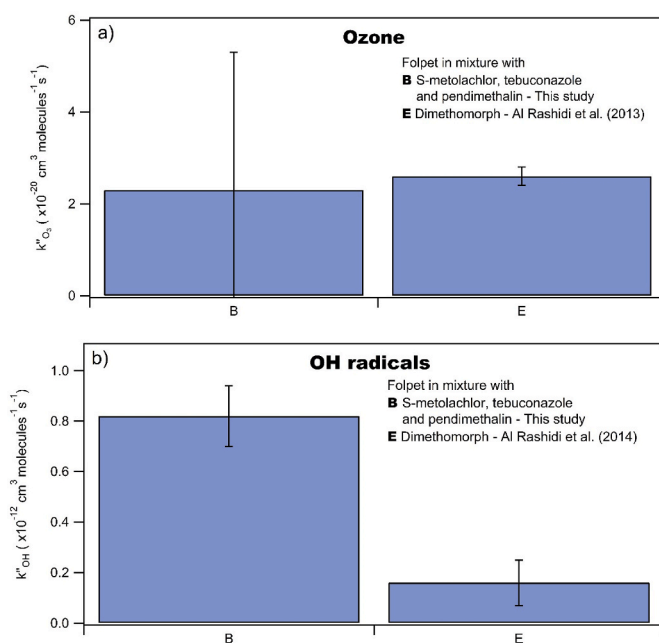 a)
Ozone
Folpet in mixture with
B S-metolachlor, tebuconazole
and pendimethalin - This study
E Dimethomorph - Al Rashidi et al. (2013)
6
4
2
0
k"O₃ ( x10⁻²⁰ cm³ molecules⁻¹ s⁻¹)
B
E
b)
OH radicals
Folpet in mixture with
B S-metolachlor, tebuconazole
and pendimethalin - This study
E Dimethomorph - Al Rashidi et al. (2014)
1.0
0.8
0.6
0.4
0.2
0.0
k"OH ( x10⁻¹² cm³ molecules⁻¹ s⁻¹)
B
E